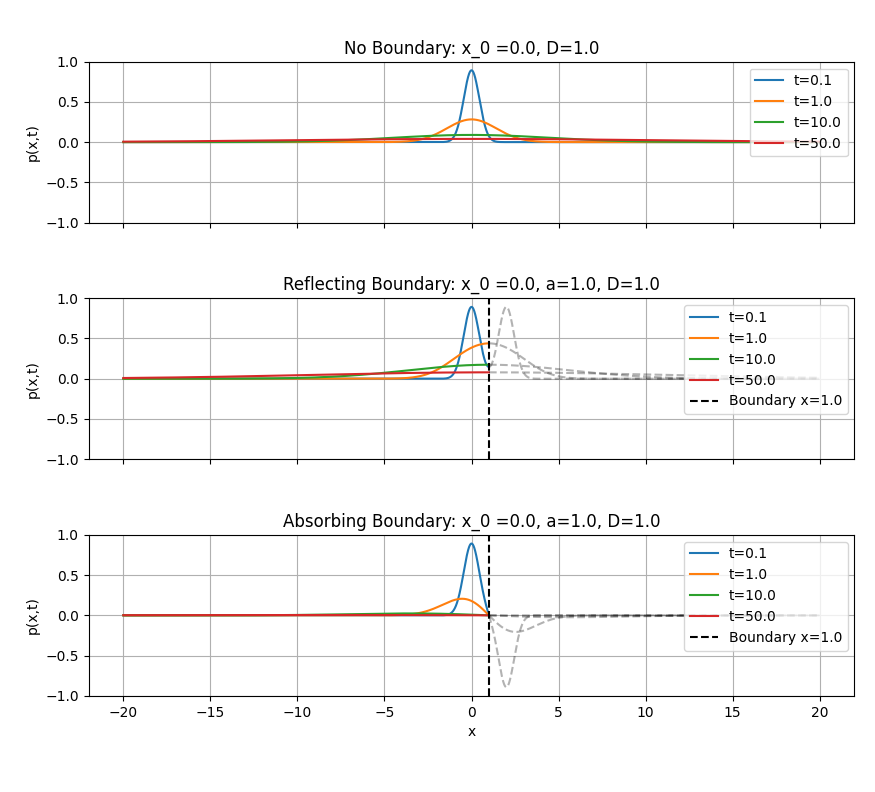 No Boundary: x_0 =0.0, D=1.0
1.0
0.5
0.0
−0.5
−1.0
p(x,t)
t=0.1
t=1.0
t=10.0
t=50.0
Reflecting Boundary: x_0 =0.0, a=1.0, D=1.0
1.0
0.5
0.0
−0.5
−1.0
p(x,t)
t=0.1
t=1.0
t=10.0
t=50.0
Boundary x=1.0
Absorbing Boundary: x_0 =0.0, a=1.0, D=1.0
1.0
0.5
0.0
−0.5
−1.0
p(x,t)
t=0.1
t=1.0
t=10.0
t=50.0
Boundary x=1.0
−20 −15 −10 −5 0 5 10 15 20
x